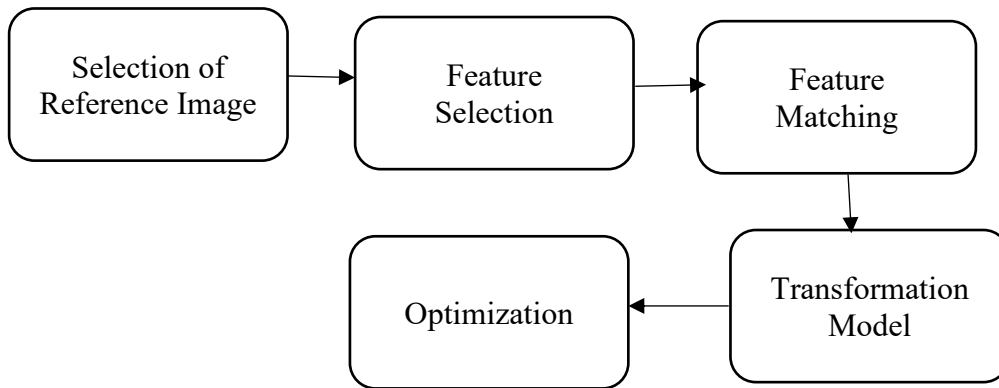 Selection of
Reference Image
Feature
Selection
Feature
Matching
Transformation
Model
Optimization